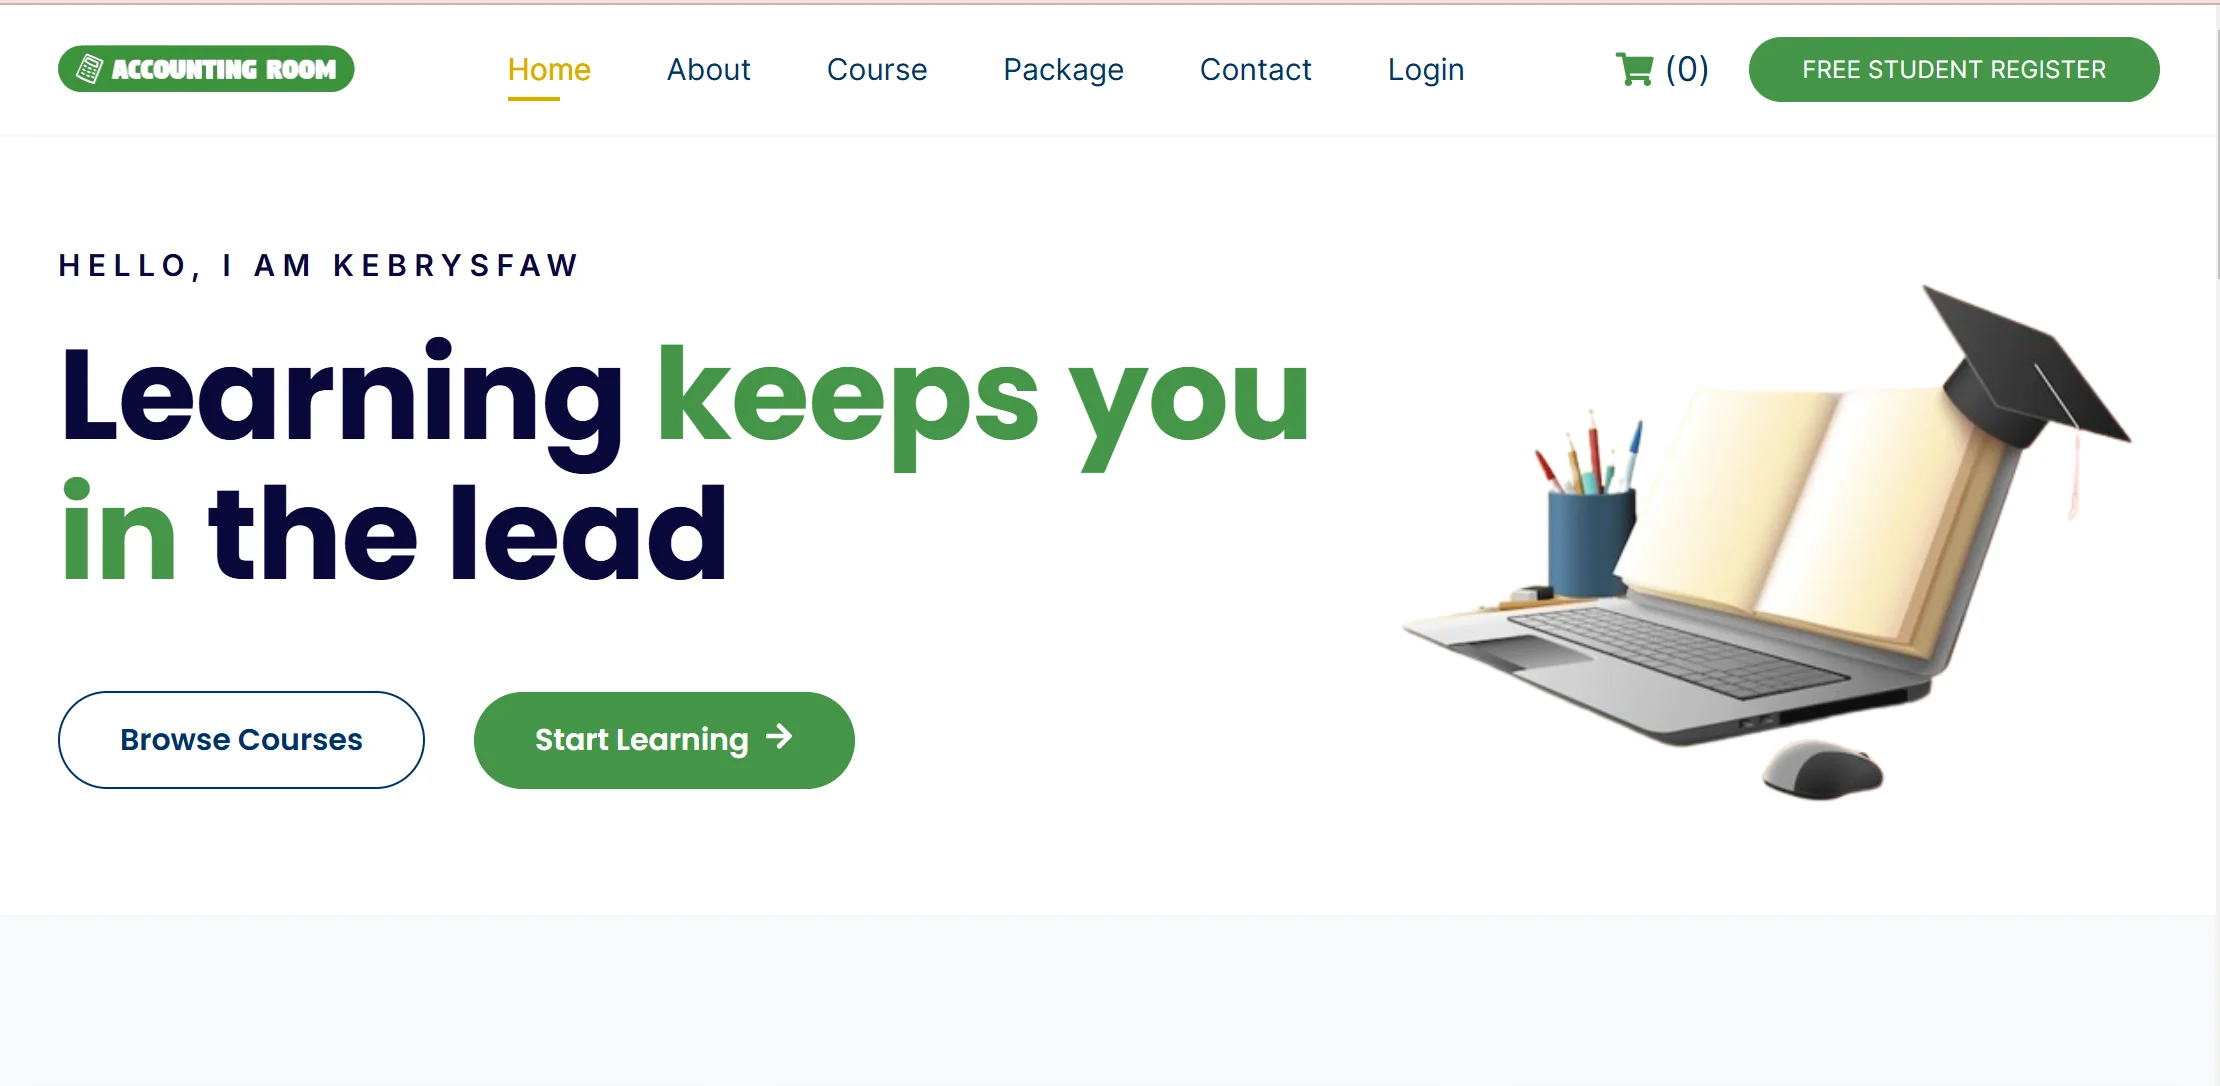 ACCOUNTING ROOM
Home
About
Course
Package
Contact
Login
(0)
FREE STUDENT REGISTER
HELLO, I AM KEBRYSFAW
Learning keeps you
in the lead
Browse Courses
Start Learning